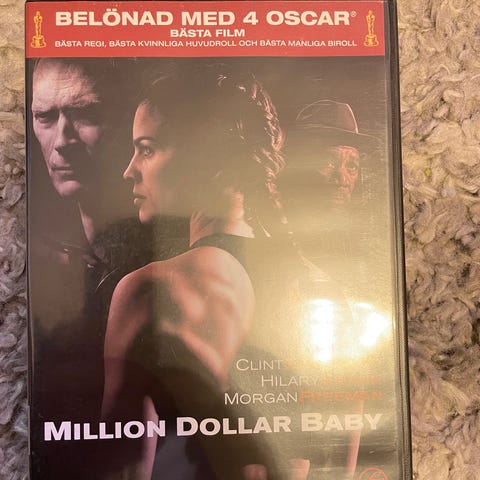 BELÖNAD MED 4 OSCAR®
BÄSTA FILM
BÄSTA REGI, BÄSTA KVINNLIGA HUVUDROLL OCH BÄSTA MANLIGA BIROLL
CLINT
HILARY
MORGAN FREEMAN
MILLION DOLLAR BABY